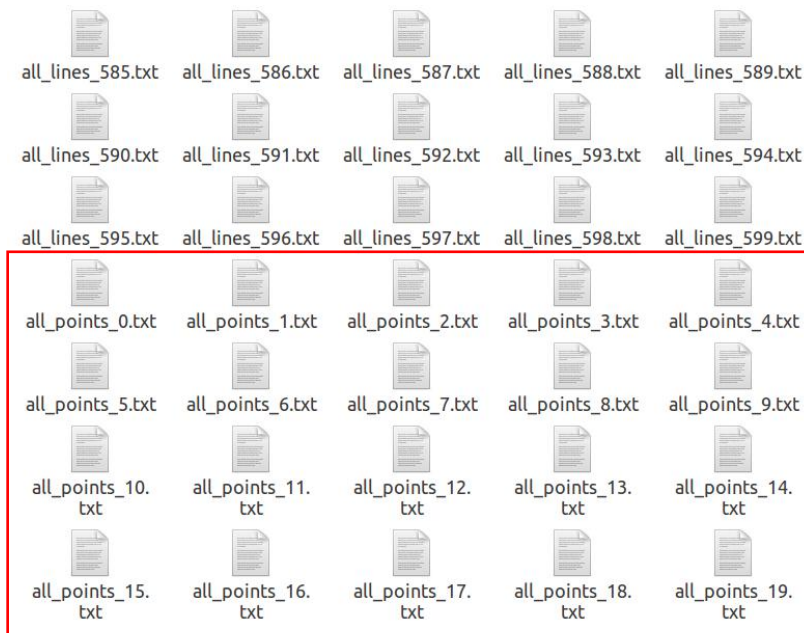 all_lines_585.txt all_lines_586.txt all_lines_587.txt all_lines_588.txt all_lines_589.txt
all_lines_590.txt all_lines_591.txt all_lines_592.txt all_lines_593.txt all_lines_594.txt
all_lines_595.txt all_lines_596.txt all_lines_597.txt all_lines_598.txt all_lines_599.txt
all_points_0.txt all_points_1.txt all_points_2.txt all_points_3.txt all_points_4.txt
all_points_5.txt all_points_6.txt all_points_7.txt all_points_8.txt all_points_9.txt
all_points_10. all_points_11. all_points_12. all_points_13. all_points_14.
txt txt txt txt txt
all_points_15. all_points_16. all_points_17. all_points_18. all_points_19.
txt txt txt txt txt